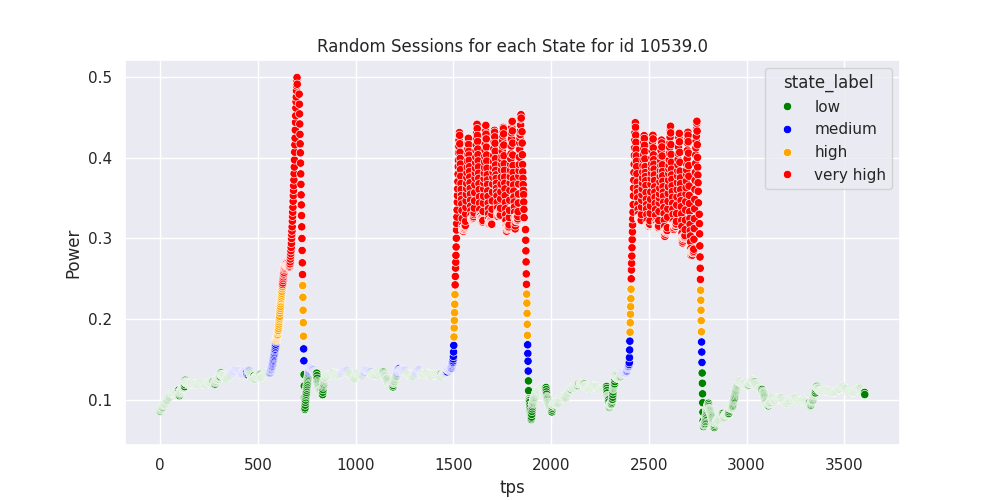 Random Sessions for each State for id 10539.0
0.5
0.4
0.3
0.2
0.1
Power
state_label
low
medium
high
very high
0 500 1000 1500 2000 2500 3000 3500
tps